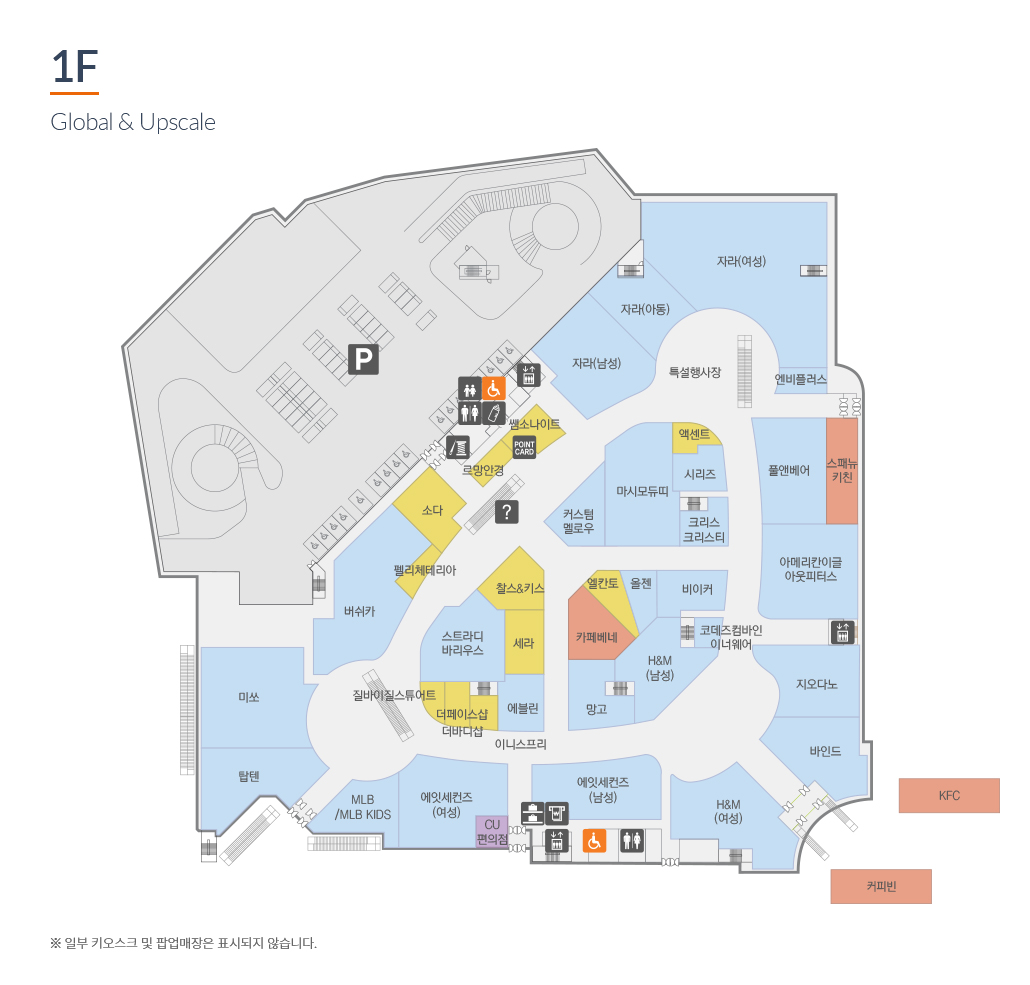 1F
Global & Upscale
자라(여성)
자라(아동)
자라(남성)
특설행사장
엔비플러스
P
쌤소나이트
POINT
CARD
로망안경
액센트
시리즈
풀앤베어
스패뉴
키친
마시모듀띠
소다
?
커스텀
멜로우
크리스
크리스티
펠리체테리아
아메리칸이글
아웃피터스
찰스&키스
엘칸토
올젠
비이커
버쉬카
스트라디
바리우스
세라
카페베네
코데즈컴바인
이너웨어
H&M
(남성)
미쏘
질바이질스튜어트
더페이스샵
더바디샵
에블린
망고
지오다노
이니스프리
바인드
탑텐
MLB
/MLB KIDS
에잇세컨즈
(여성)
에잇세컨즈
(남성)
H&M
(여성)
CU
편의점
KFC
커피빈
※ 일부 키오스크 및 팝업매장은 표시되지 않습니다.